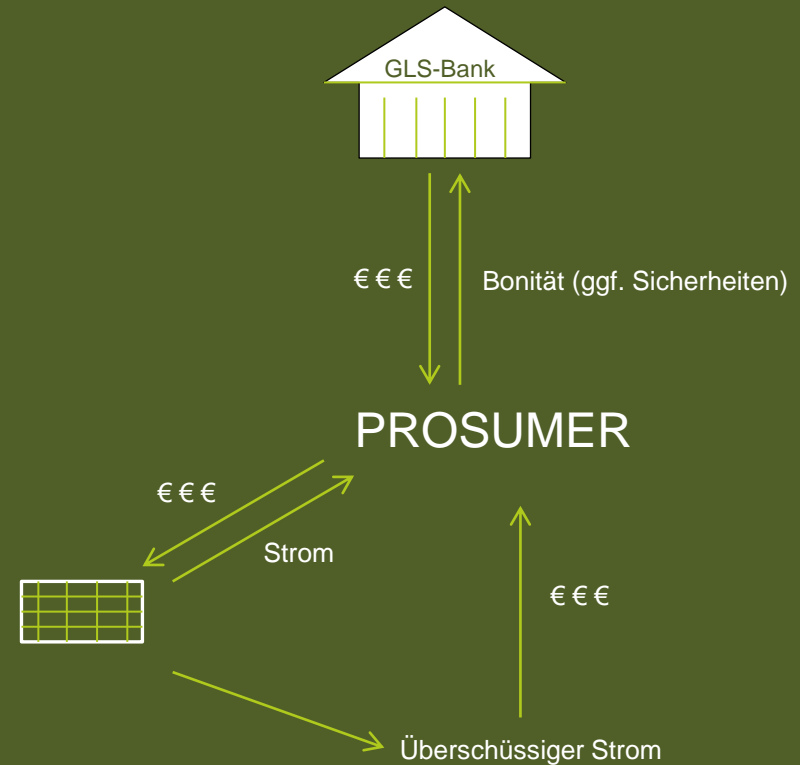 GLS-Bank
€ € €
Bonität (ggf. Sicherheiten)
PROSUMER
€ € €
Strom
€ € €
Überschüssiger Strom